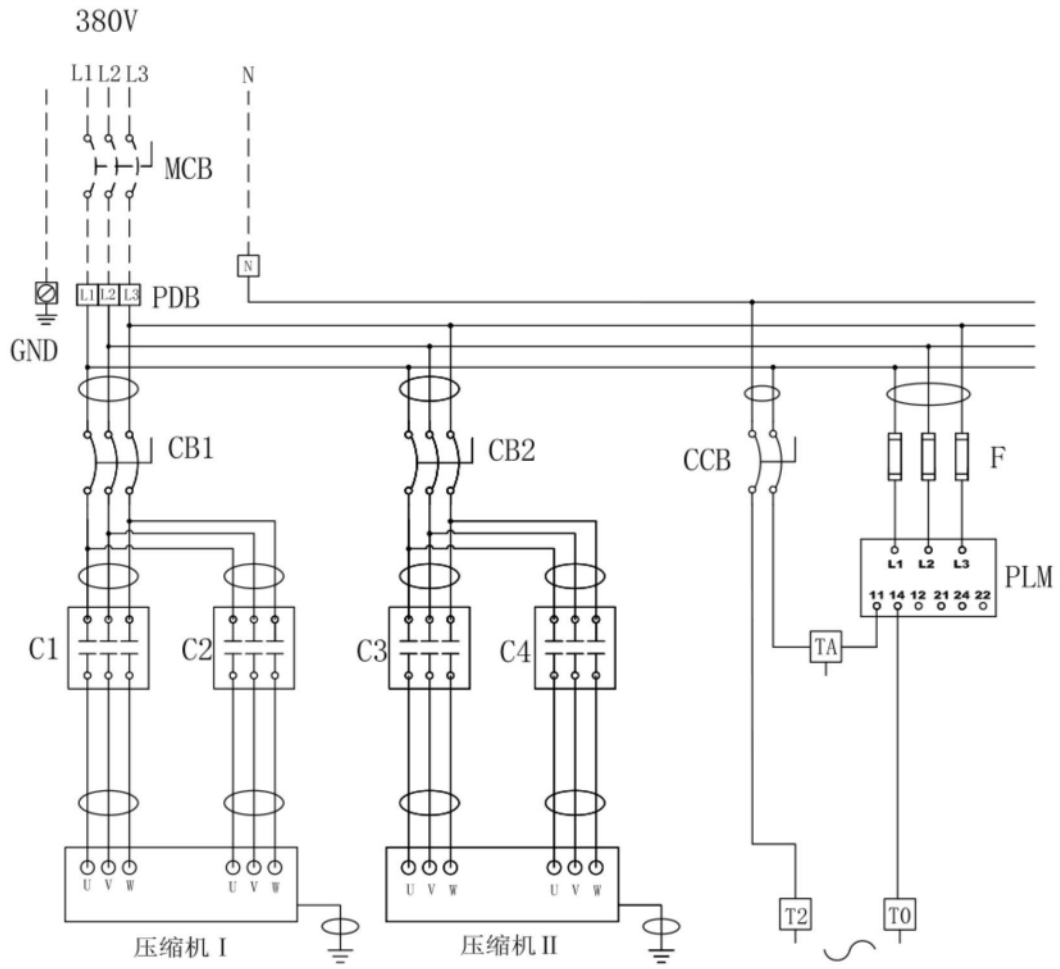 380V
L1 L2 L3 N
MCB
N
L1 L2 L3 PDB
GND
CB1 CB2 CCB F
L1 L2 L3
PLM
11 14 12 21 24 22
C1 C2 C3 C4 TA
U V W U V W U V W U V W
T2 T0
压缩机 I 压缩机 II